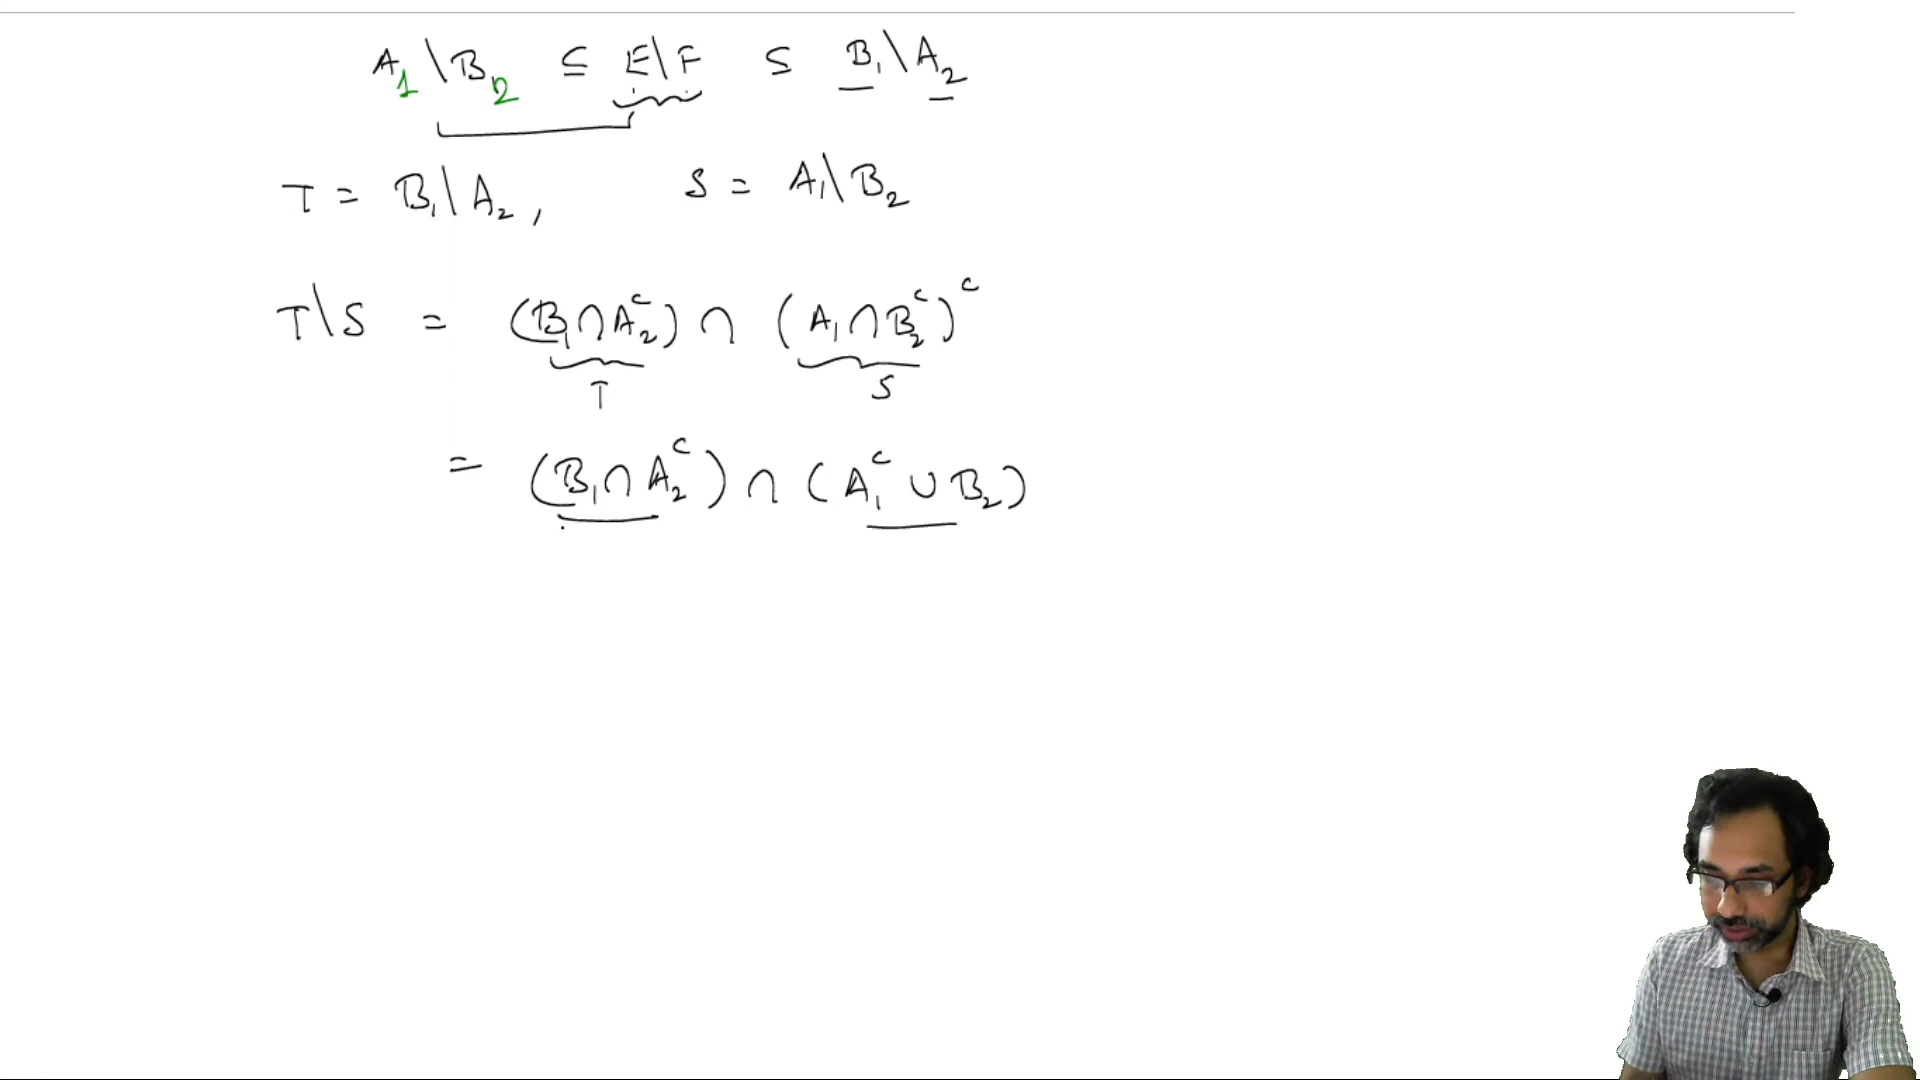 A₁ \ B₂ ⊆ E\F ⊆ B₁ \ A₂
T = B₁ \ A₂ , S = A₁ \ B₂
T\S = (B₁ ∩ A₂ᶜ) ∩ (A₁ ∩ B₂ᶜ)ᶜ
T S
= (B₁ ∩ A₂ᶜ) ∩ (A₁ᶜ ∪ B₂)